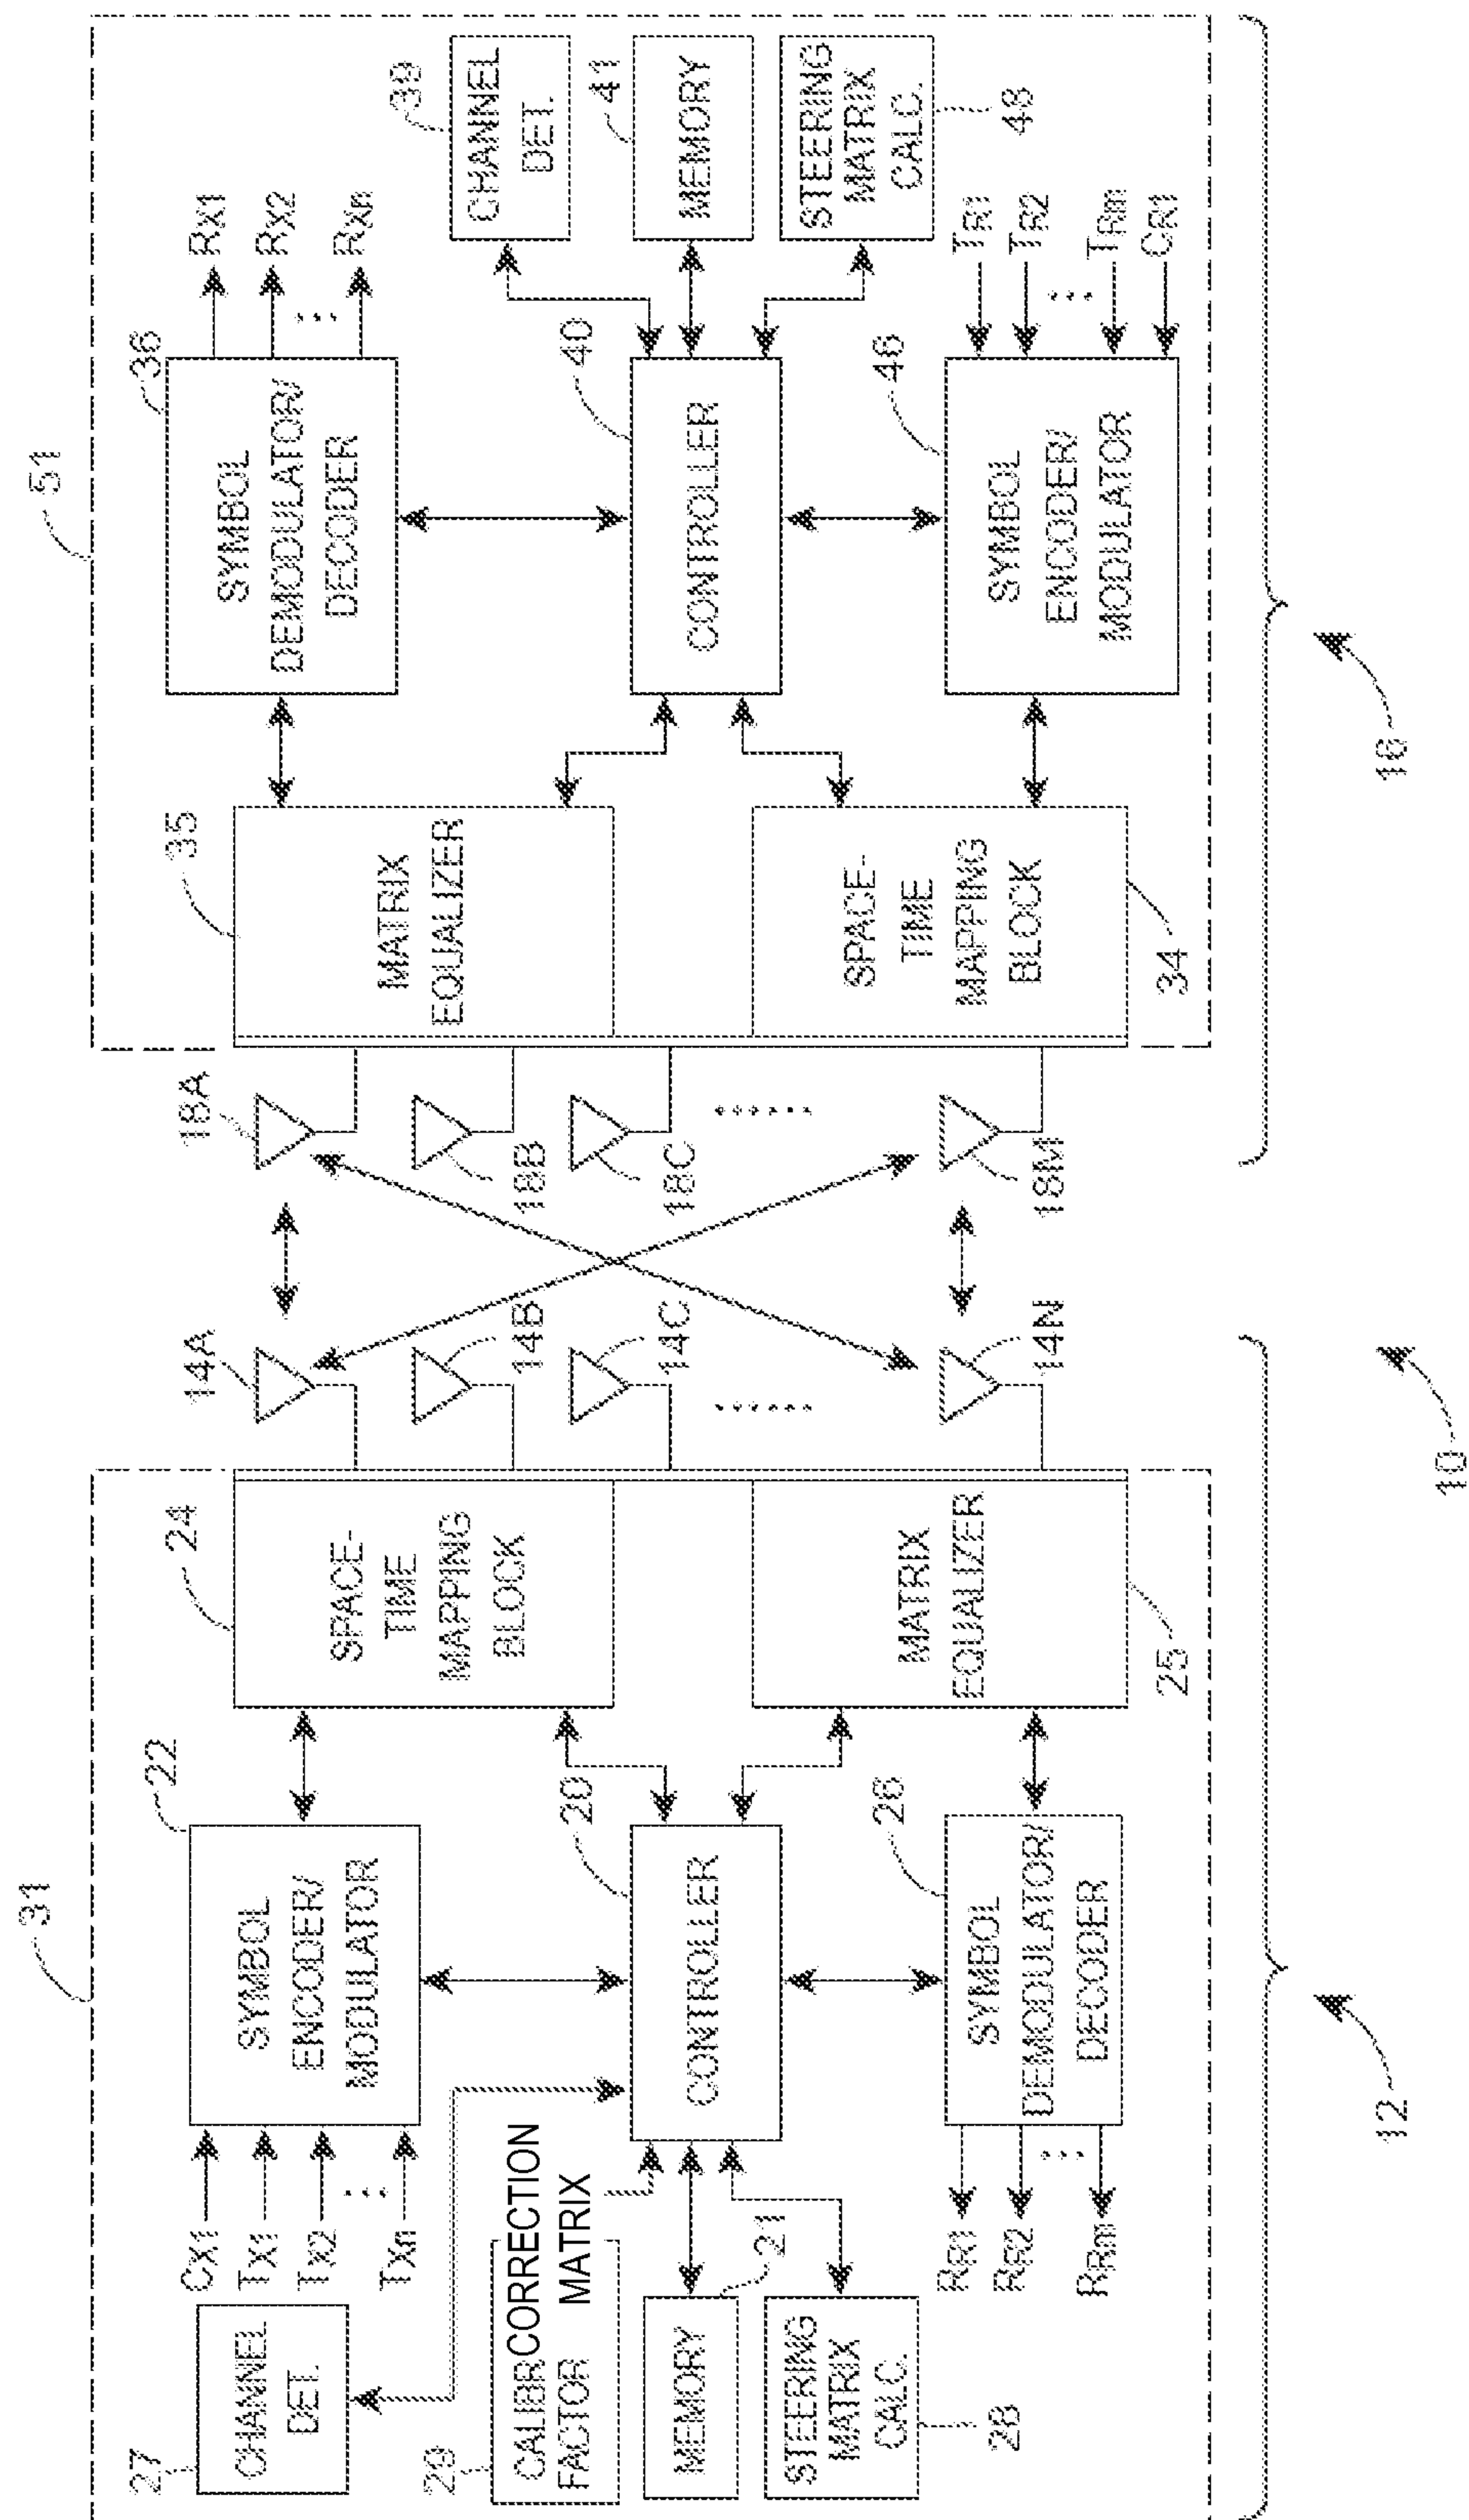 31
27
CHANNEL
DET.
CX1
TX1
TX2
TXn
SYMBOL
ENCODER/
MODULATOR
22
24
SPACE-
TIME
MAPPING
BLOCK
29
CALIBR
FACTOR
CORRECTION
MATRIX
MEMORY
21
STEERING
MATRIX
CALC.
28
CONTROLLER
20
RR1
RR2
RRm
SYMBOL
DEMODULATOR/
DECODER
26
MATRIX
EQUALIZER
25
12
14A
14B
14C
14N
10
18A
18B
18C
18M
51
35
MATRIX
EQUALIZER
SPACE-
TIME
MAPPING
BLOCK
34
36
SYMBOL
DEMODULATOR/
DECODER
RX1
RX2
RXn
40
CONTROLLER
39
CHANNEL
DET.
41
MEMORY
STEERING
MATRIX
CALC.
48
46
SYMBOL
ENCODER/
MODULATOR
TR1
TR2
TRm
CR1
16